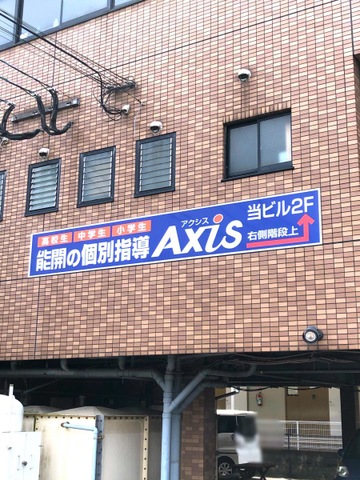 高校生 中学生 小学生
能開の個別指導
アクシス
AXiS
当ビル2F
右側階段上